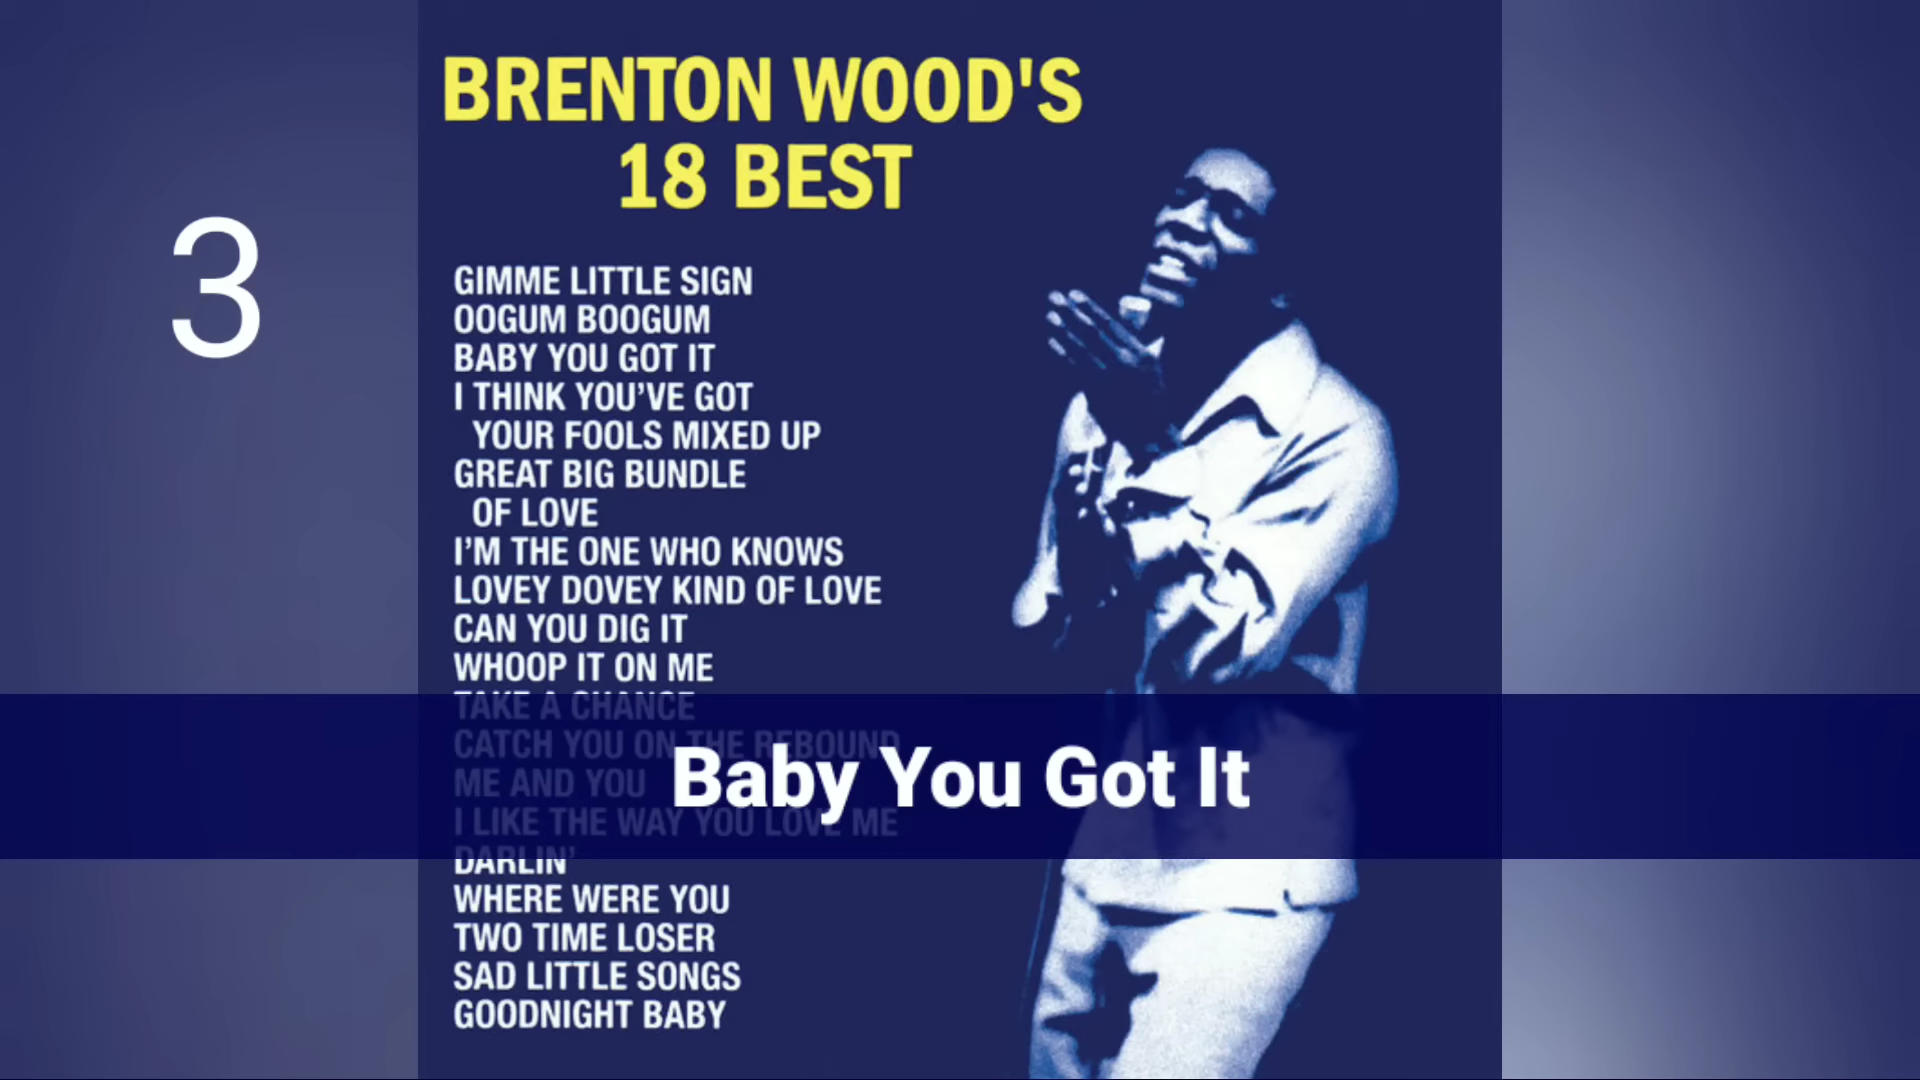 BRENTON WOOD'S
18 BEST
3
GIMME LITTLE SIGN
OOGUM BOOGUM
BABY YOU GOT IT
I THINK YOU'VE GOT
YOUR FOOLS MIXED UP
GREAT BIG BUNDLE
OF LOVE
I'M THE ONE WHO KNOWS
LOVEY DOVEY KIND OF LOVE
CAN YOU DIG IT
WHOOP IT ON ME
TAKE A CHANCE
CATCH YOU ON THE REBOUND
ME AND YOU
Baby You Got It
I LIKE THE WAY YOU LOVE ME
DARLIN'
WHERE WERE YOU
TWO TIME LOSER
SAD LITTLE SONGS
GOODNIGHT BABY